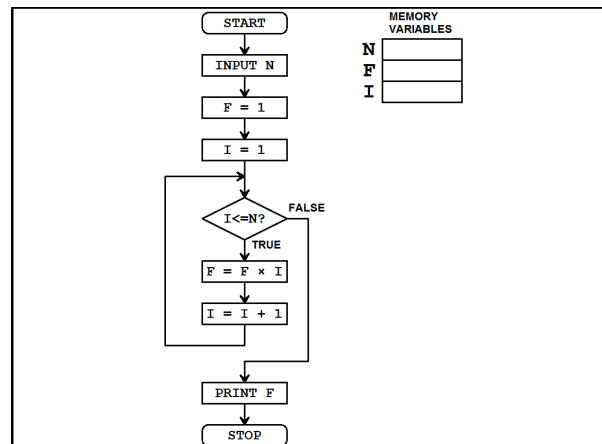 START
INPUT N
F = 1
I = 1
I<=N?
FALSE
TRUE
F = F × I
I = I + 1
PRINT F
STOP
MEMORY
VARIABLES
N
F
I